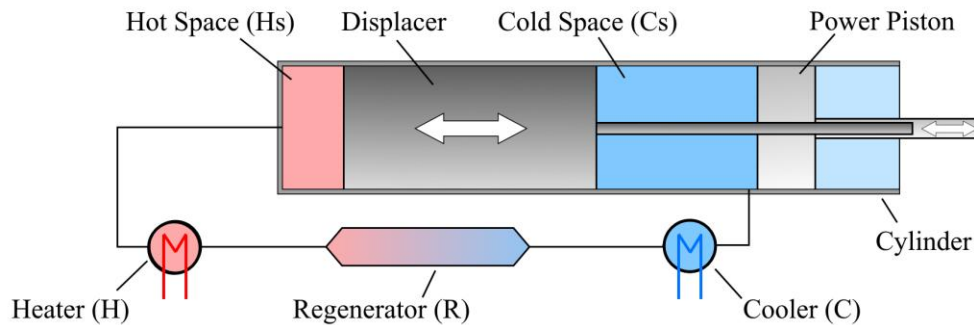 Hot Space (Hs)
Displacer
Cold Space (Cs)
Power Piston
Cylinder
Heater (H)
Regenerator (R)
Cooler (C)